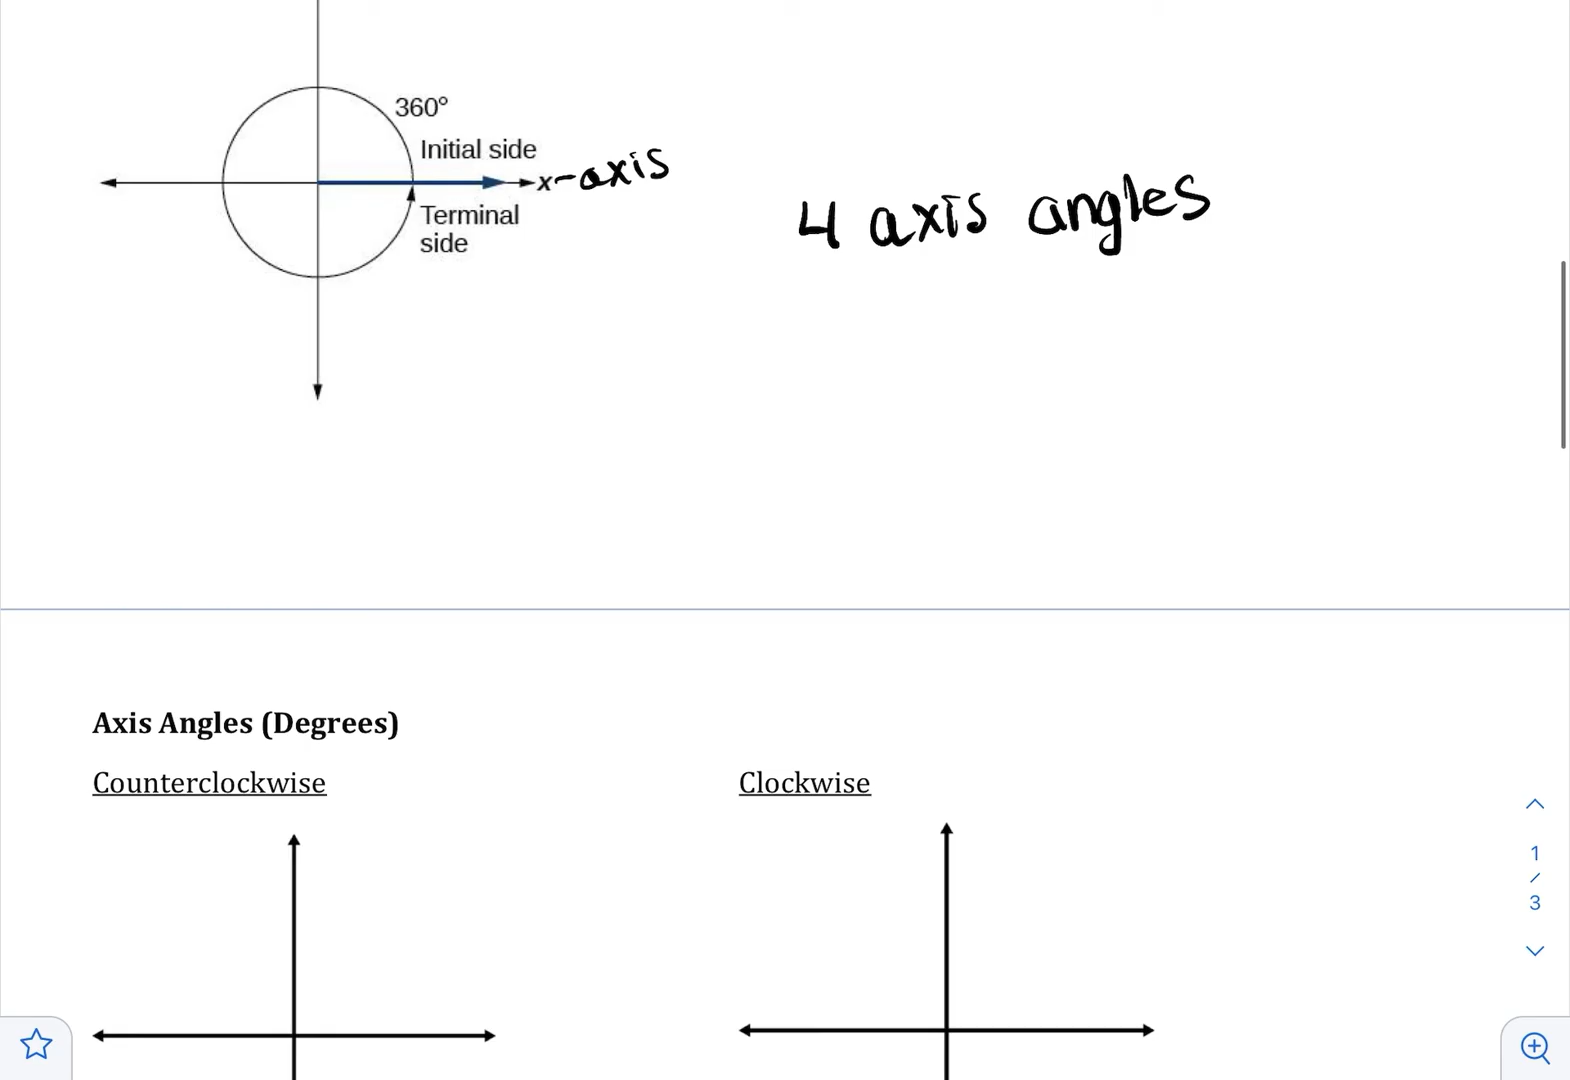 360°
Initial side
x-axis
Terminal
side
4 axis angles
Axis Angles (Degrees)
Counterclockwise
Clockwise
1
/
3